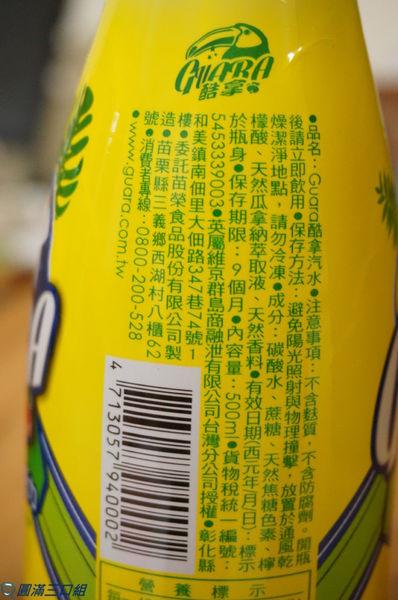 GUARA
酷拿
●品名：Guara酷拿汽水●注意事項：不含麩質，不含防腐劑。開瓶
後請立即飲用●保存方法：避免陽光照射與物理撞擊，放置於通風乾
燥潔淨地點，請勿冷凍●成分：碳酸水、蔗糖、天然焦糖色素、檸
檬酸、天然瓜拿納萃取液、天然香料●有效日期(西元年/月/日)：標示
於瓶身●保存期限：9個月●內容量：500ml●貨物稅統一編號：
5453339003●英屬維京群島商融泄有限公司台灣分公司授權●彰化縣
和美鎮南佃里大佃路347巷74號1
樓●委託苗榮食品股份有限公司製
造●苗栗縣三義鄉西湖村八櫃62
號●消費者專線：0800-200-528
●www.guara.com.tw
4713057940002
營養標示
圓滿三口組